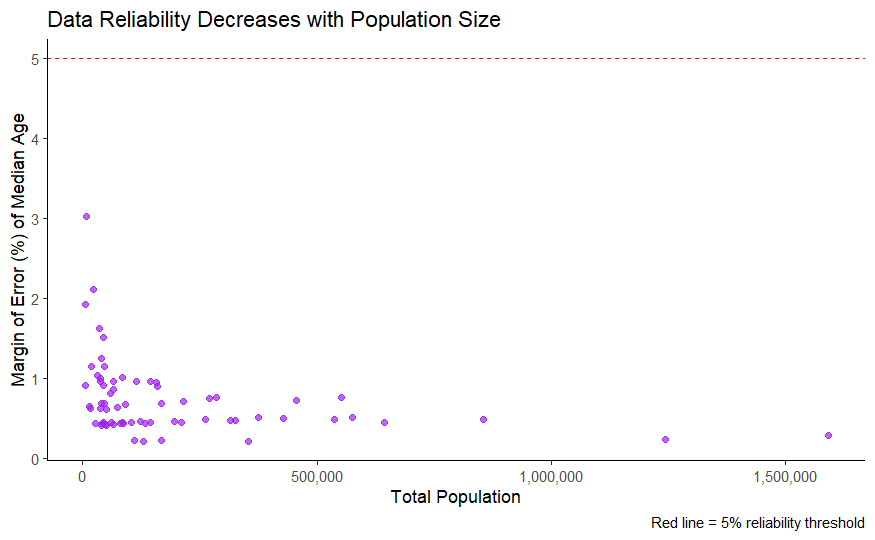 Data Reliability Decreases with Population Size
Margin of Error (%) of Median Age
5
4
3
2
1
0
0
500,000
1,000,000
1,500,000
Total Population
Red line = 5% reliability threshold